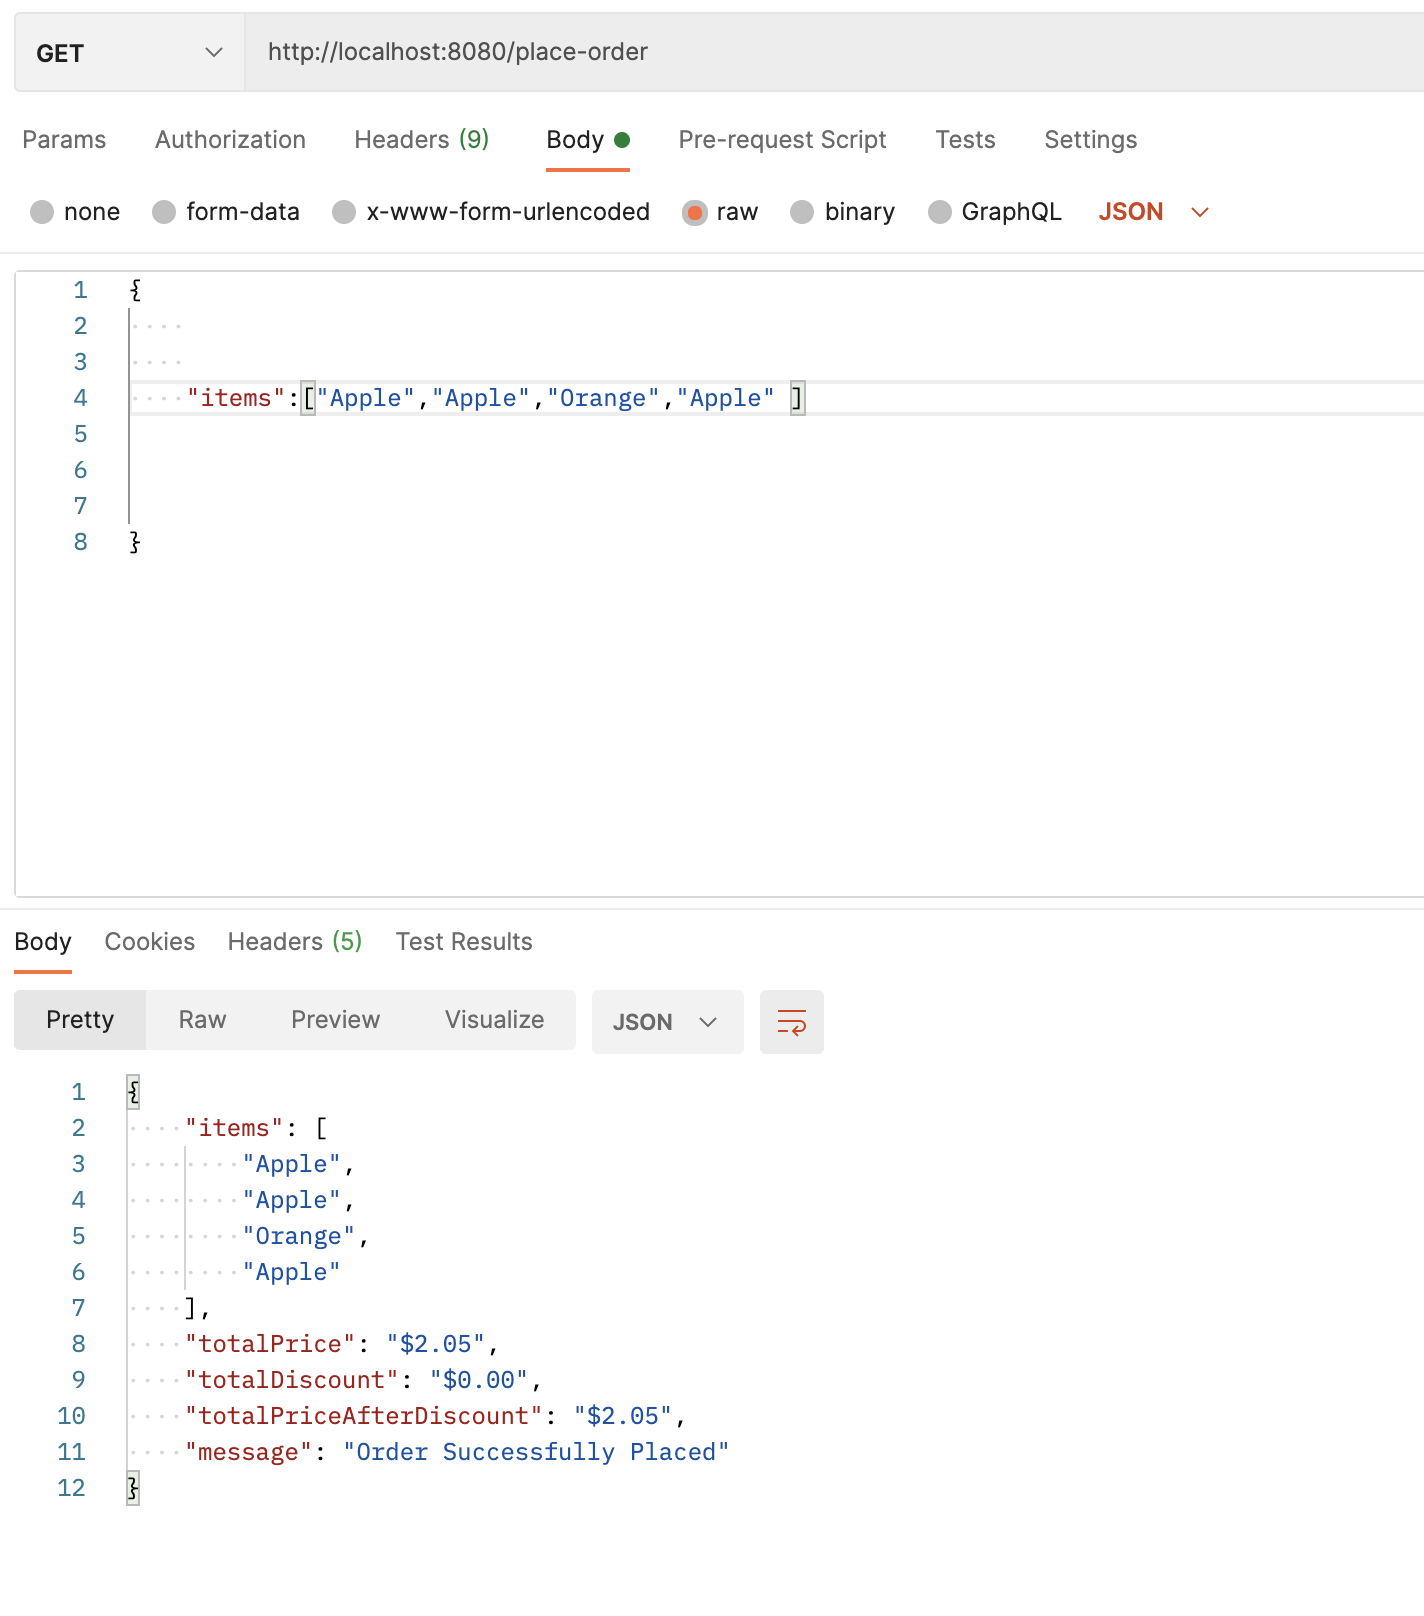 GET http://localhost:8080/place-order
Params Authorization Headers (9) Body Pre-request Script Tests Settings
none form-data x-www-form-urlencoded raw binary GraphQL JSON
1 {
2
3
4 "items":["Apple","Apple","Orange","Apple" ]
5
6
7
8 }
Body Cookies Headers (5) Test Results
Pretty Raw Preview Visualize JSON
1 {
2 "items": [
3 "Apple",
4 "Apple",
5 "Orange",
6 "Apple"
7 ],
8 "totalPrice": "$2.05",
9 "totalDiscount": "$0.00",
10 "totalPriceAfterDiscount": "$2.05",
11 "message": "Order Successfully Placed"
12 }